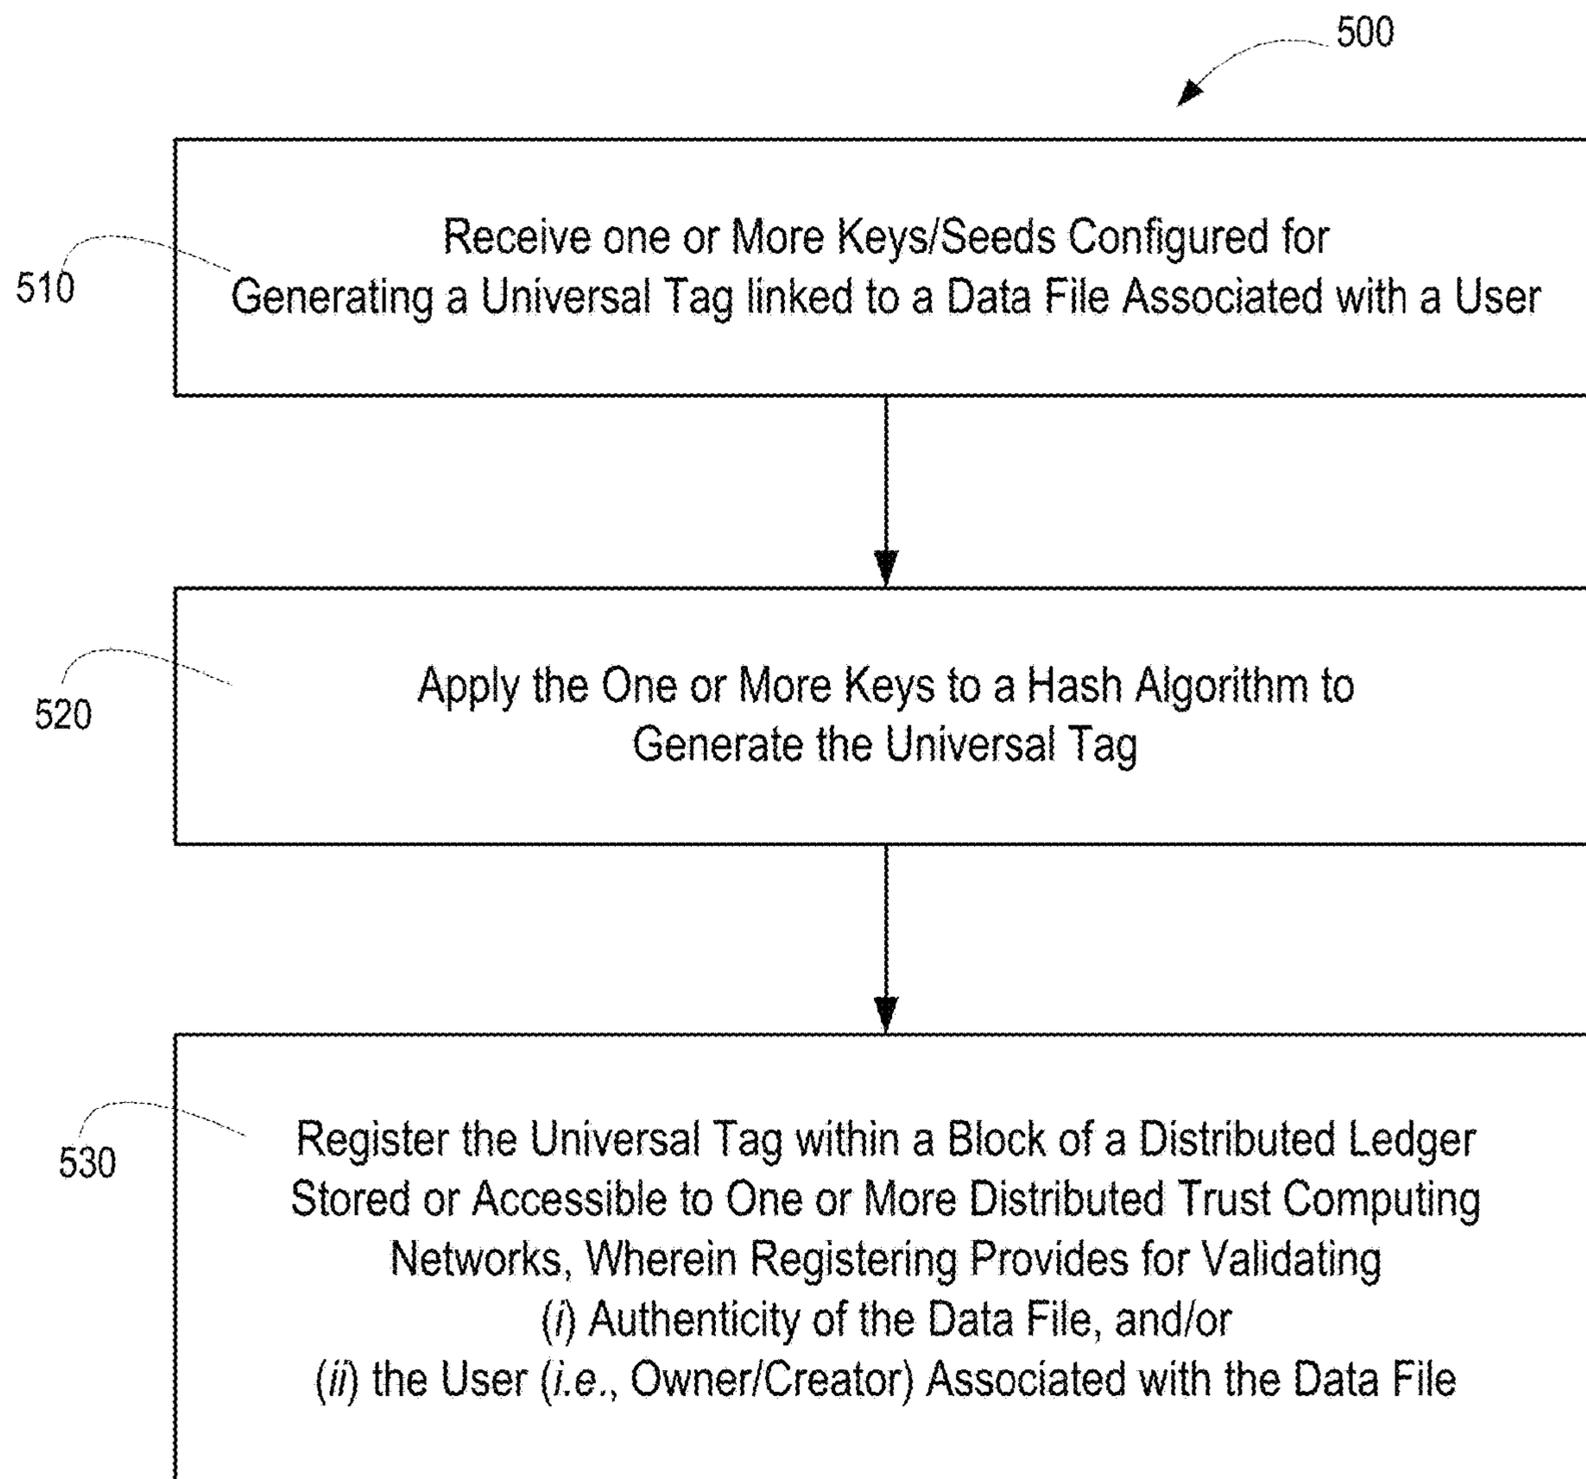 500
Receive one or More Keys/Seeds Configured for
510
Generating a Universal Tag linked to a Data File Associated with a User
Apply the One or More Keys to a Hash Algorithm to
520
Generate the Universal Tag
Register the Universal Tag within a Block of a Distributed Ledger
530
Stored or Accessible to One or More Distributed Trust Computing
Networks, Wherein Registering Provides for Validating
(i) Authenticity of the Data File, and/or
(ii) the User (i.e., Owner/Creator) Associated with the Data File